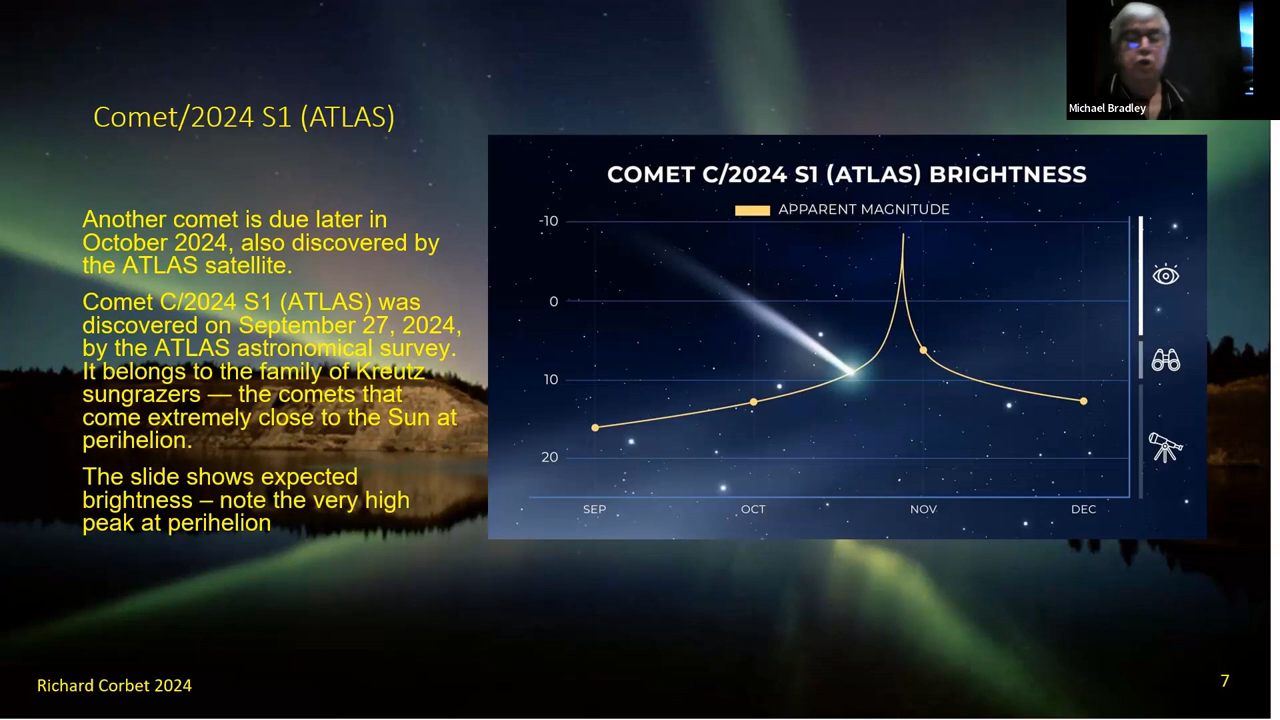 Michael Bradley
Comet/2024 S1 (ATLAS)
Another comet is due later in
October 2024, also discovered by
the ATLAS satellite.
Comet C/2024 S1 (ATLAS) was
discovered on September 27, 2024,
by the ATLAS astronomical survey.
It belongs to the family of Kreutz
sungrazers — the comets that
come extremely close to the Sun at
perihelion.
The slide shows expected
brightness – note the very high
peak at perihelion
COMET C/2024 S1 (ATLAS) BRIGHTNESS
APPARENT MAGNITUDE
-10
0
10
20
SEP OCT NOV DEC
Richard Corbet 2024
7